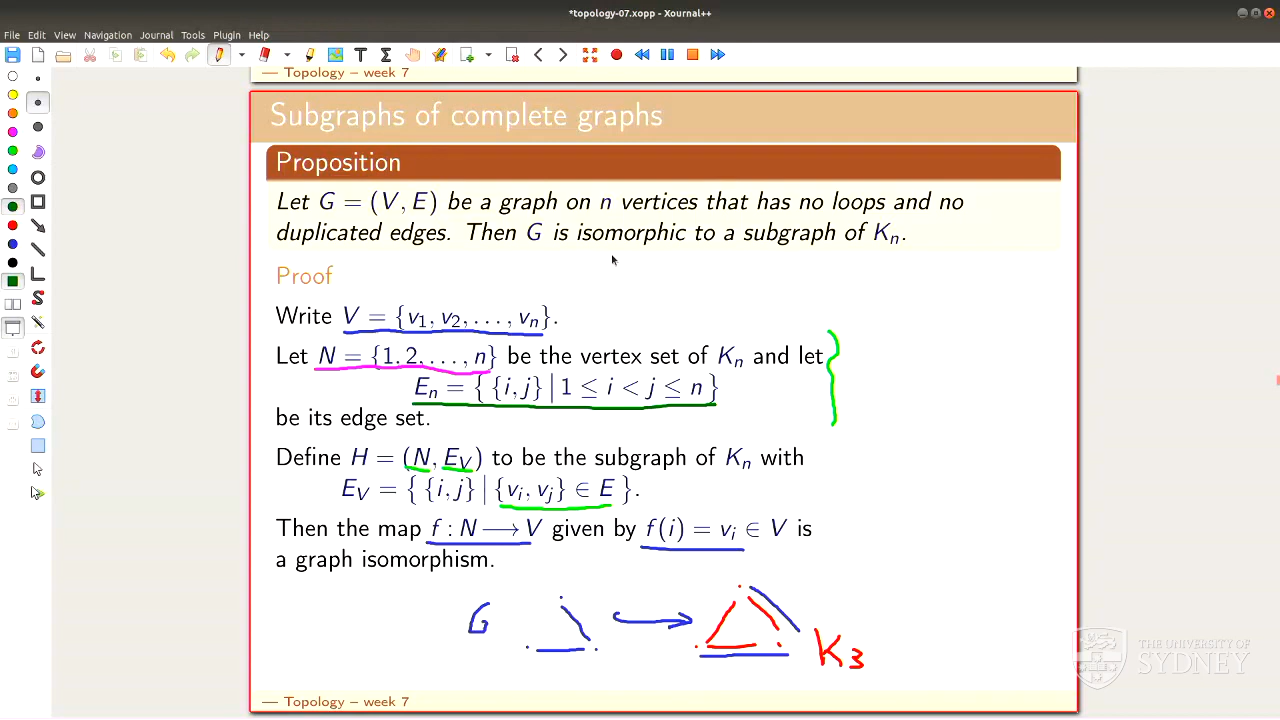 *topology-07.xopp - Xournal++
File Edit View Navigation Journal Tools Plugin Help
— Topology – week 7
Subgraphs of complete graphs
Proposition
Let G = (V, E) be a graph on n vertices that has no loops and no
duplicated edges. Then G is isomorphic to a subgraph of Kₙ.
Proof
Write V = {v₁, v₂, . . . , vₙ}.
Let N = {1. 2, . . . , n} be the vertex set of Kₙ and let
Eₙ = { {i, j} | 1 ≤ i < j ≤ n }
be its edge set.
Define H = (N, E_V) to be the subgraph of Kₙ with
E_V = { {i, j} | {vᵢ, vⱼ} ∈ E }.
Then the map f : N ⟶ V given by f(i) = vᵢ ∈ V is
a graph isomorphism.
G
K₃
THE UNIVERSITY OF
SYDNEY
— Topology – week 7